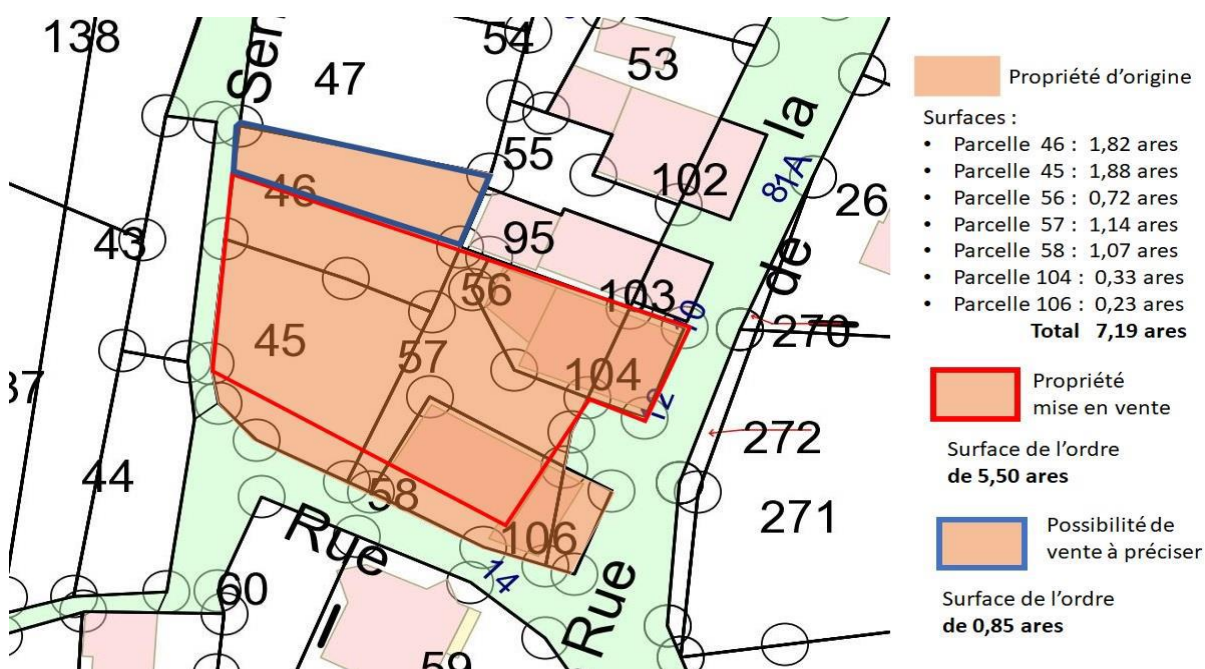 138
Ser
47
54
53
la
81A
26
55
102
46
43
95
56
103
10
de
270
45
57
104
12
37
272
44
58
106
271
Rue
14
60
Rue
59
Propriété d’origine
Surfaces :
• Parcelle 46 : 1,82 ares
• Parcelle 45 : 1,88 ares
• Parcelle 56 : 0,72 ares
• Parcelle 57 : 1,14 ares
• Parcelle 58 : 1,07 ares
• Parcelle 104 : 0,33 ares
• Parcelle 106 : 0,23 ares
Total 7,19 ares
Propriété
mise en vente
Surface de l’ordre
de 5,50 ares
Possibilité de
vente à préciser
Surface de l’ordre
de 0,85 ares